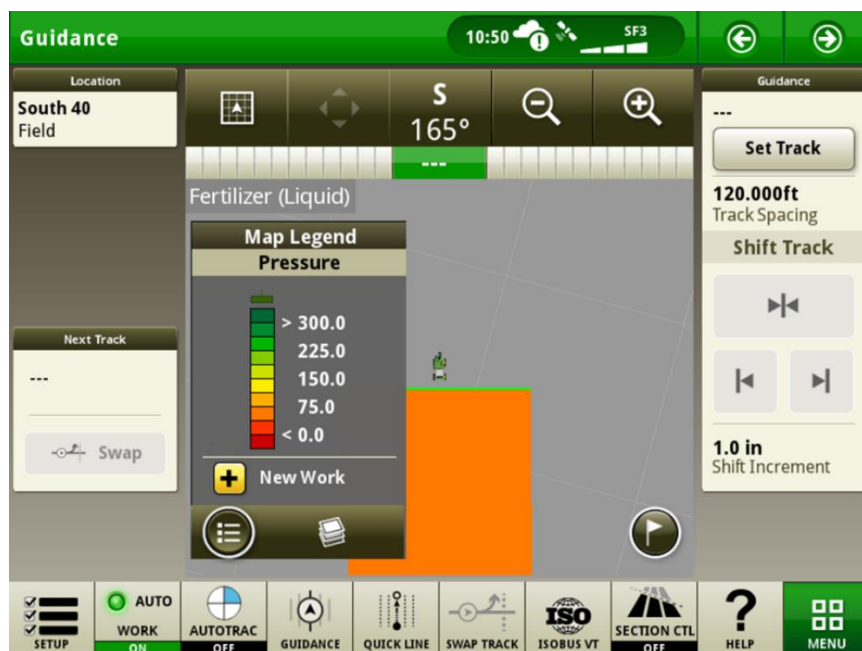 Guidance
10:50
SF3
Location
South 40
Field
S
165°
---
Fertilizer (Liquid)
Map Legend
Pressure
> 300.0
225.0
150.0
75.0
< 0.0
New Work
Next Track
---
Swap
Guidance
---
Set Track
120.000ft
Track Spacing
Shift Track
1.0 in
Shift Increment
SETUP
AUTO
WORK
ON
AUTOTRAC
OFF
GUIDANCE
QUICK LINE
SWAP TRACK
ISO
ISOBUS VT
SECTION CTL
OFF
?
HELP
MENU